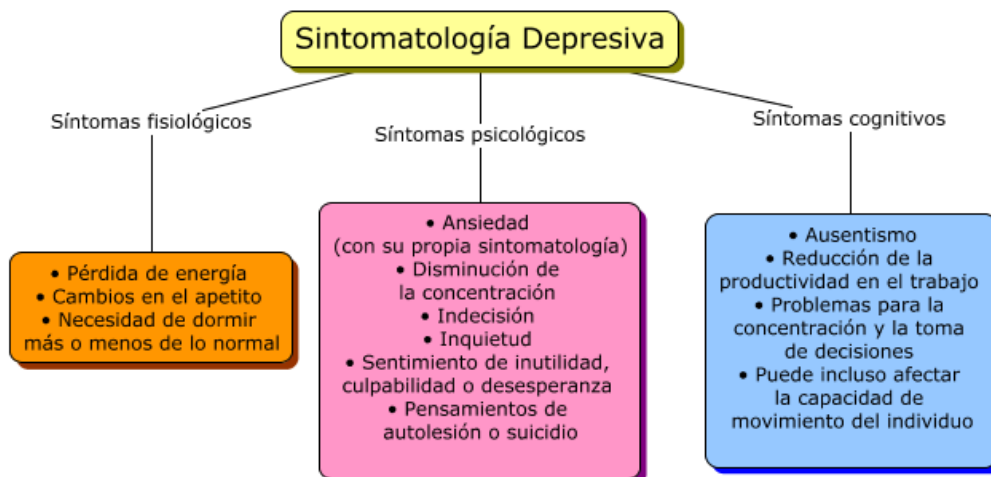 Sintomatología Depresiva
Síntomas fisiológicos
Síntomas psicológicos
Síntomas cognitivos
• Pérdida de energía
• Cambios en el apetito
• Necesidad de dormir
más o menos de lo normal
• Ansiedad
(con su propia sintomatología)
• Disminución de
la concentración
• Indecisión
• Inquietud
• Sentimiento de inutilidad,
culpabilidad o desesperanza
• Pensamientos de
autolesión o suicidio
• Ausentismo
• Reducción de la
productividad en el trabajo
• Problemas para la
concentración y la toma
de decisiones
• Puede incluso afectar
la capacidad de
movimiento del individuo